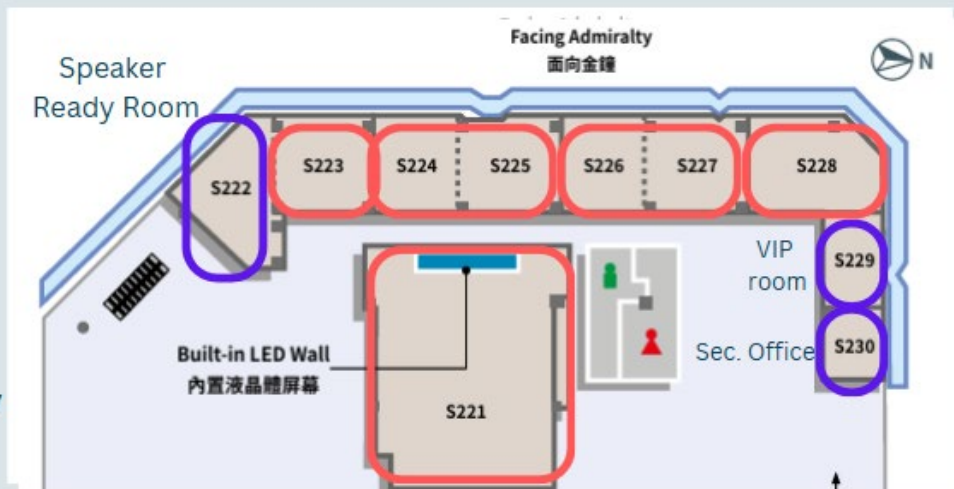 Facing Admiralty
面向金鐘
N
Speaker
Ready Room
S222
S223
S224
S225
S226
S227
S228
VIP
room
S229
Sec. Office
S230
Built-in LED Wall
內置液晶體屏幕
S221